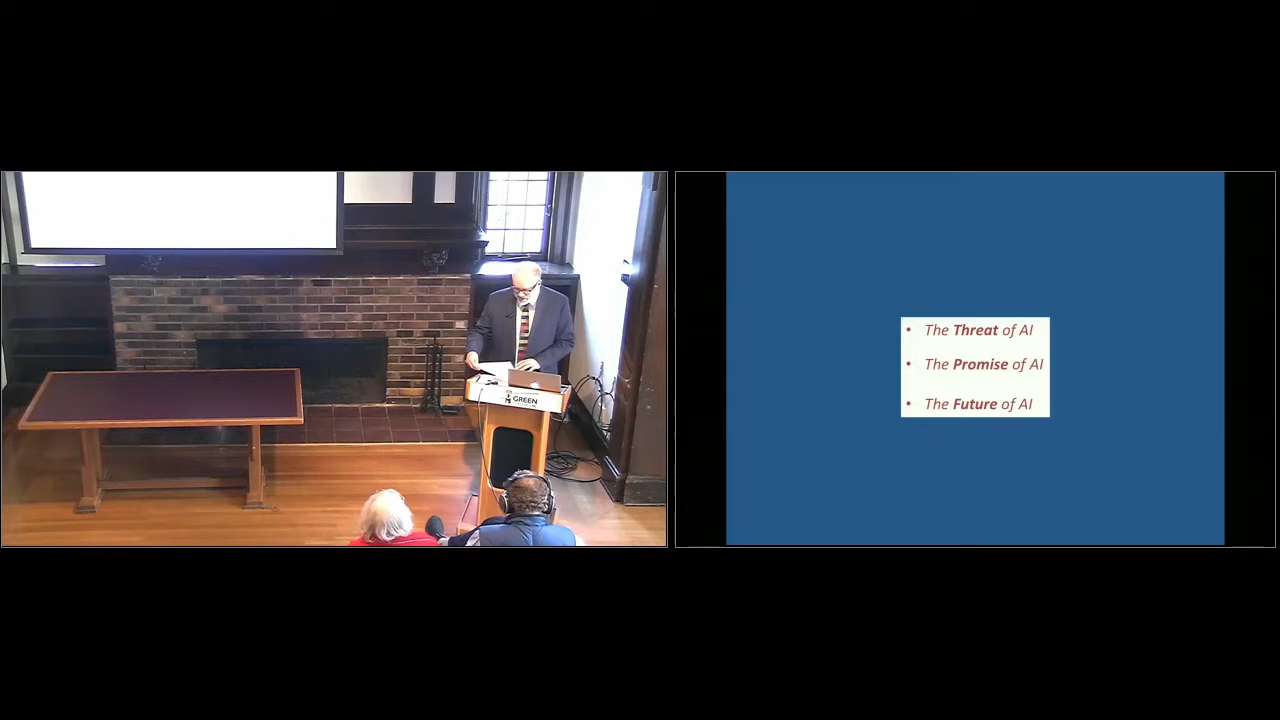 GREEN
• The Threat of AI
• The Promise of AI
• The Future of AI